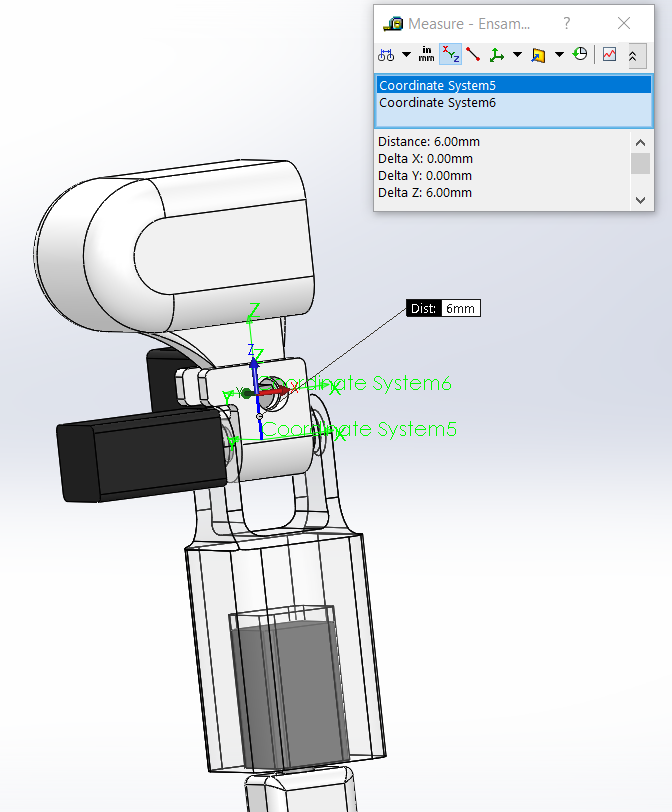 Measure - Ensam... ?
in
mm
X Y Z
Coordinate System5
Coordinate System6
Distance: 6.00mm
Delta X: 0.00mm
Delta Y: 0.00mm
Delta Z: 6.00mm
Dist: 6mm
Z
Z
Z
Coordinate System6
X
X
Y
Y
Coordinate System5
X
Y